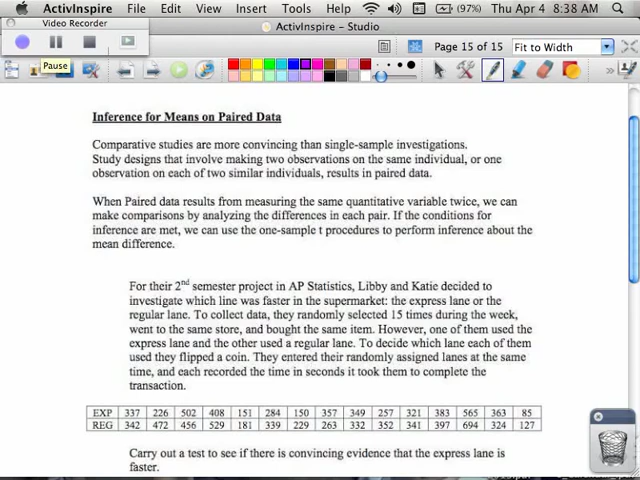 ActivInspire File Edit View Insert (97%) Thu Apr 4 8:38 AM
Video Recorder
ActivInspire – Studio
Pause
Page 15 of 15 Fit to Width
Inference for Means on Paired Data
Comparative studies are more convincing than single-sample investigations.
Study designs that involve making two observations on the same individual, or one
observation on each of two similar individuals, results in paired data.
When Paired data results from measuring the same quantitative variable twice, we can
make comparisons by analyzing the differences in each pair. If the conditions for
inference are met, we can use the one-sample t procedures to perform inference about the
mean difference.
For their 2nd semester project in AP Statistics, Libby and Katie decided to
investigate which line was faster in the supermarket: the express lane or the
regular lane. To collect data, they randomly selected 15 times during the week,
went to the same store, and bought the same item. However, one of them used the
express lane and the other used a regular lane. To decide which lane each of them
used they flipped a coin. They entered their randomly assigned lanes at the same
time, and each recorded the time in seconds it took them to complete the
transaction.
EXP 337 226 502 408 151 284 150 357 349 257 321 383 565 363 85
REG 342 472 456 529 181 339 229 263 332 352 341 397 694 324 127
Carry out a test to see if there is convincing evidence that the express lane is
faster.